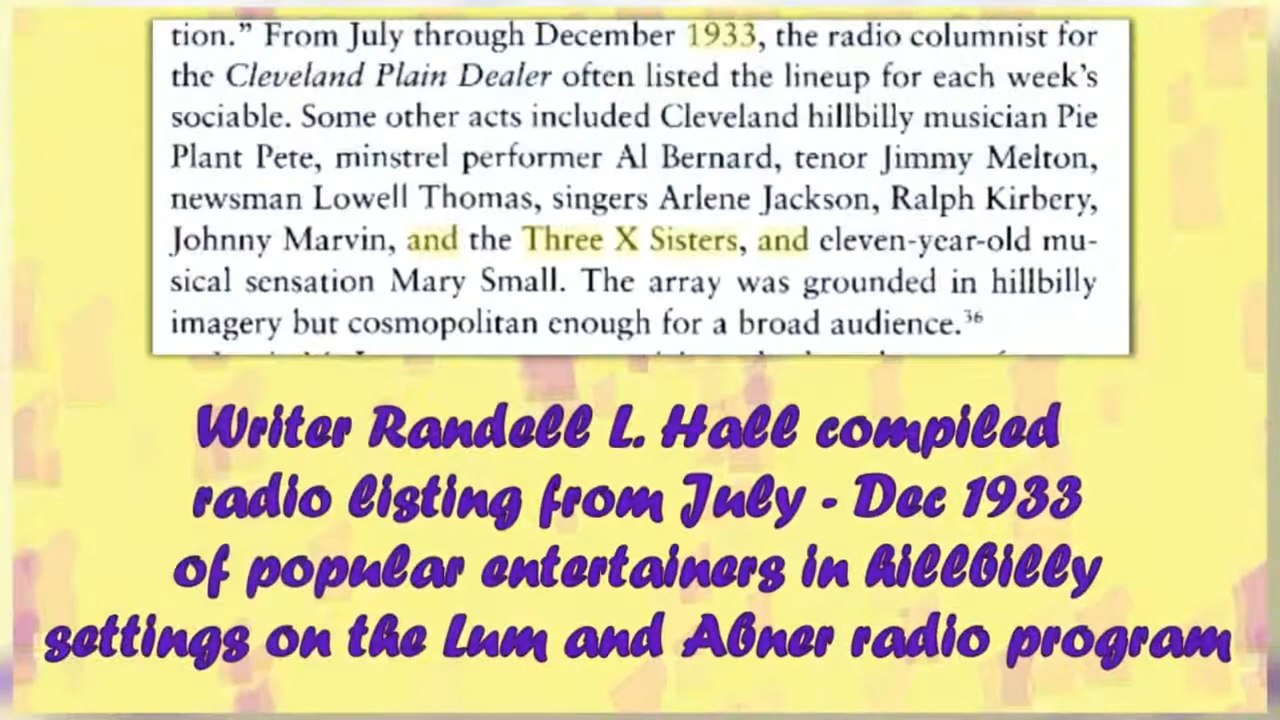 tion.” From July through December 1933, the radio columnist for
the Cleveland Plain Dealer often listed the lineup for each week’s
sociable. Some other acts included Cleveland hillbilly musician Pie
Plant Pete, minstrel performer Al Bernard, tenor Jimmy Melton,
newsman Lowell Thomas, singers Arlene Jackson, Ralph Kirbery,
Johnny Marvin, and the Three X Sisters, and eleven-year-old mu-
sical sensation Mary Small. The array was grounded in hillbilly
imagery but cosmopolitan enough for a broad audience.36
Writer Randell L. Hall compiled
radio listing from July - Dec 1933
of popular entertainers in hillbilly
settings on the Lum and Abner radio program